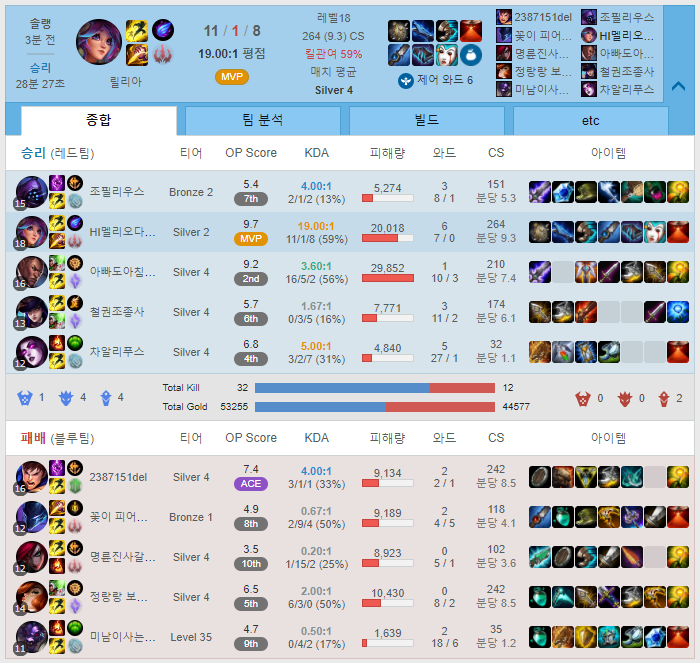 솔랭
3분 전
승리
28분 27초
릴리아
11 / 1 / 8
19.00:1 평점
MVP
레벨18
264 (9.3) CS
킬관여 59%
매치 평균
Silver 4
제어 와드 6
2387151del 조필리우스
꽃이 피어... HI멜리오다...
명륜진사... 아빠도아...
정랑랑 보... 철권조종사
미남이사... 차알리푸스
종합 팀 분석 빌드 etc
승리 (레드팀) 티어 OP Score KDA 피해량 와드 CS 아이템
15 조필리우스 Bronze 2 5.4 7th 4.00:1 2/1/2 (13%) 5,274 3 8 / 1 151 분당 5.3
18 HI멜리오다... Silver 2 9.7 MVP 19.00:1 11/1/8 (59%) 20,018 6 7 / 0 264 분당 9.3
16 아빠도아침... Silver 4 9.2 2nd 3.60:1 16/5/2 (56%) 29,852 1 10 / 3 210 분당 7.4
13 철권조종사 Silver 4 5.7 6th 1.67:1 0/3/5 (16%) 7,771 3 11 / 2 174 분당 6.1
12 차알리푸스 Silver 4 6.8 4th 5.00:1 3/2/7 (31%) 4,840 5 27 / 1 32 분당 1.1
1 4 4 Total Kill 32 12 0 0 2
Total Gold 53255 44577
패배 (블루팀) 티어 OP Score KDA 피해량 와드 CS 아이템
16 2387151del Silver 4 7.4 ACE 4.00:1 3/1/1 (33%) 9,134 2 2 / 1 242 분당 8.5
12 꽃이 피어... Bronze 1 4.9 8th 0.67:1 2/9/4 (50%) 9,189 2 4 / 5 118 분당 4.1
12 명륜진사갈... Silver 4 3.5 10th 0.20:1 1/15/2 (25%) 8,923 0 5 / 1 102 분당 3.6
14 정랑랑 보... Silver 4 6.5 5th 2.00:1 6/3/0 (50%) 10,430 0 8 / 2 242 분당 8.5
11 미남이사는... Level 35 4.7 9th 0.50:1 0/4/2 (17%) 1,639 2 18 / 6 35 분당 1.2